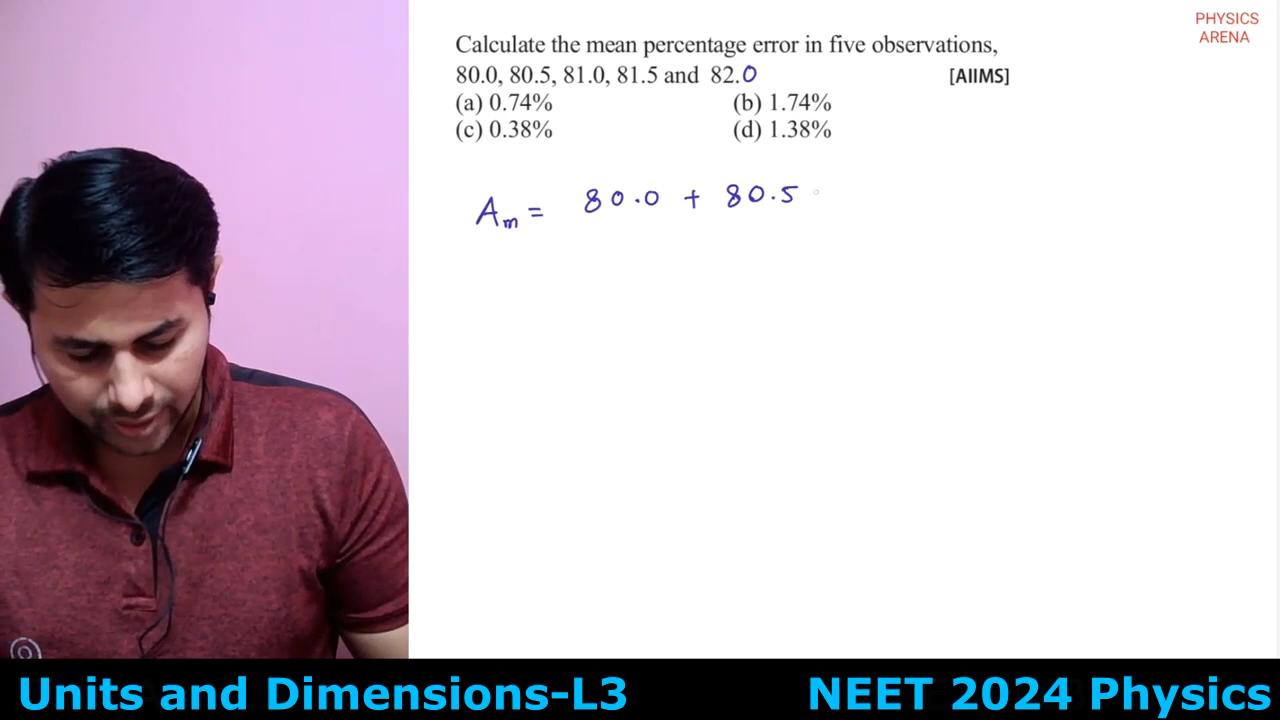 PHYSICS
ARENA
Calculate the mean percentage error in five observations,
80.0, 80.5, 81.0, 81.5 and 82.0 [AIIMS]
(a) 0.74% (b) 1.74%
(c) 0.38% (d) 1.38%
Am = 80.0 + 80.5
Units and Dimensions-L3 NEET 2024 Physics